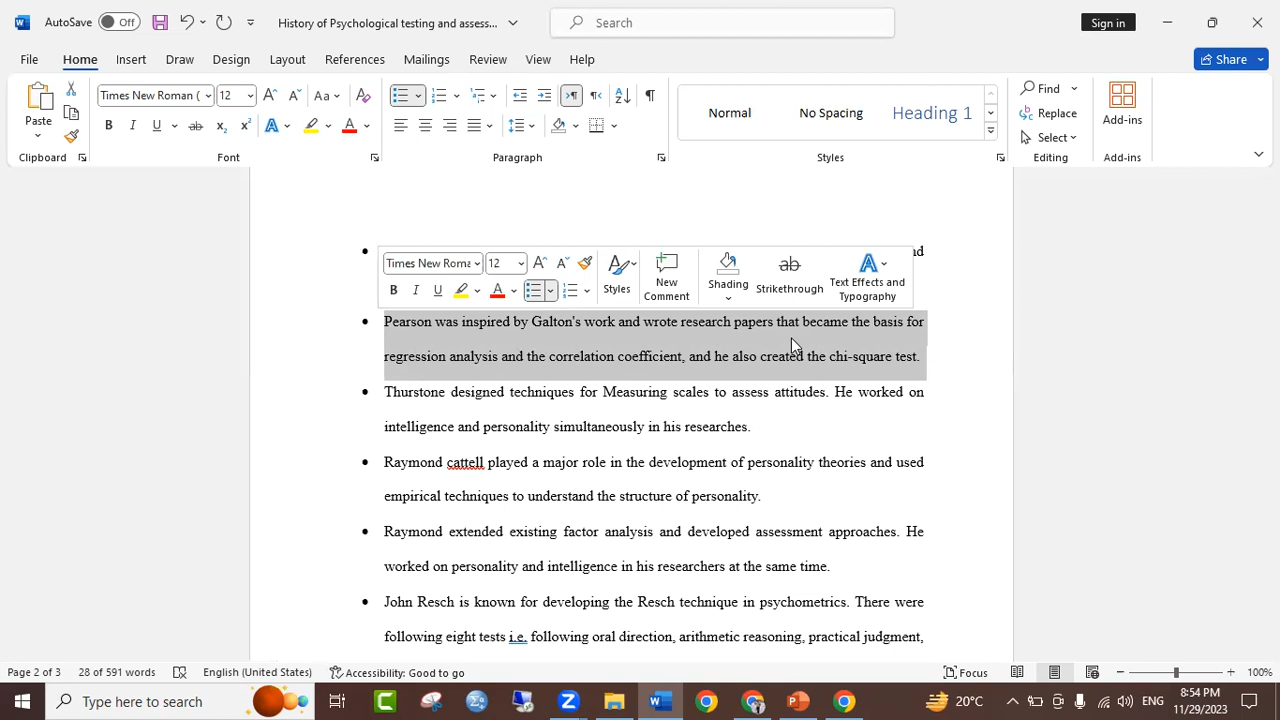 AutoSave Off History of Psychological testing and assess... Search Sign in
File Home Insert Draw Design Layout References Mailings Review View Help Share
Paste Times New Roman ( 12 Aa Normal No Spacing Heading 1 Find Replace Select Add-ins
Clipboard Font Paragraph Styles Editing Add-ins
nd
Times New Roma 12 Styles New Comment Shading Strikethrough Text Effects and Typography
• Pearson was inspired by Galton's work and wrote research papers that became the basis for
regression analysis and the correlation coefficient, and he also created the chi-square test.
• Thurstone designed techniques for Measuring scales to assess attitudes. He worked on
intelligence and personality simultaneously in his researches.
• Raymond cattell played a major role in the development of personality theories and used
empirical techniques to understand the structure of personality.
• Raymond extended existing factor analysis and developed assessment approaches. He
worked on personality and intelligence in his researchers at the same time.
• John Resch is known for developing the Resch technique in psychometrics. There were
following eight tests i.e. following oral direction, arithmetic reasoning, practical judgment,
Page 2 of 3 28 of 591 words English (United States) Accessibility: Good to go Focus 100%
Type here to search 20°C ENG 8:54 PM
11/29/2023